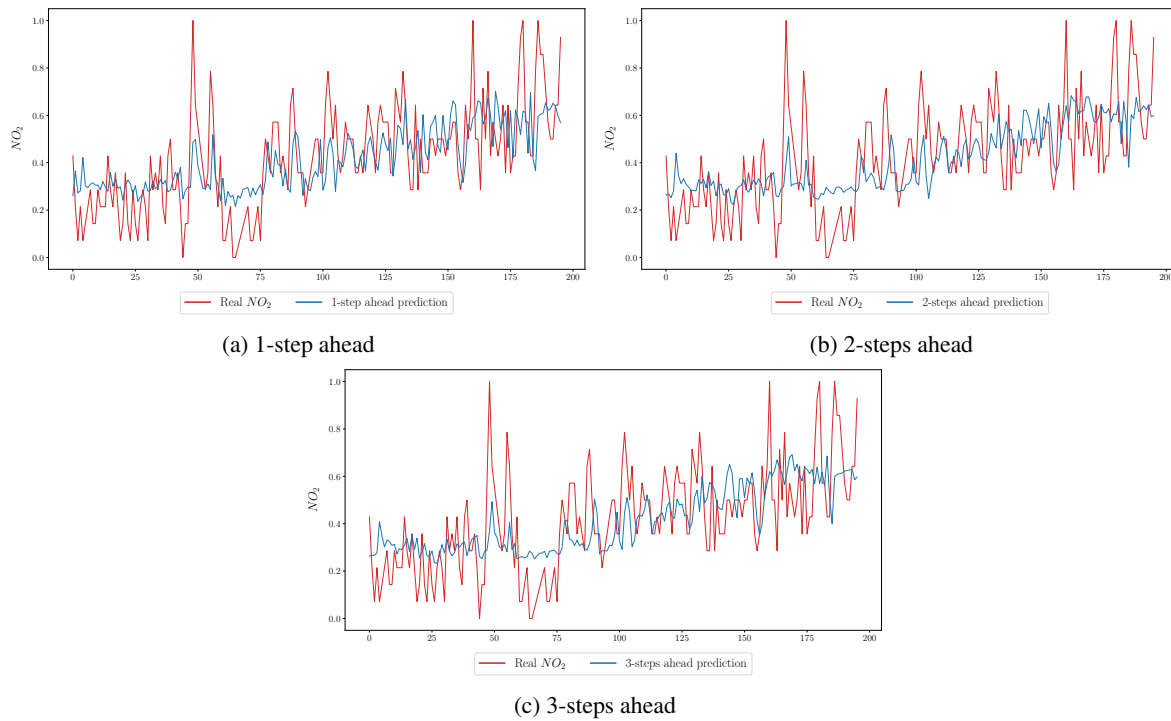 1.0
0.8
0.6
NO₂
0.4
0.2
0.0
0 25 50 75 100 125 150 175 200
Real NO₂ 1-step ahead prediction
(a) 1-step ahead
1.0
0.8
0.6
NO₂
0.4
0.2
0.0
0 25 50 75 100 125 150 175 200
Real NO₂ 2-steps ahead prediction
(b) 2-steps ahead
1.0
0.8
0.6
NO₂
0.4
0.2
0.0
0 25 50 75 100 125 150 175 200
Real NO₂ 3-steps ahead prediction
(c) 3-steps ahead